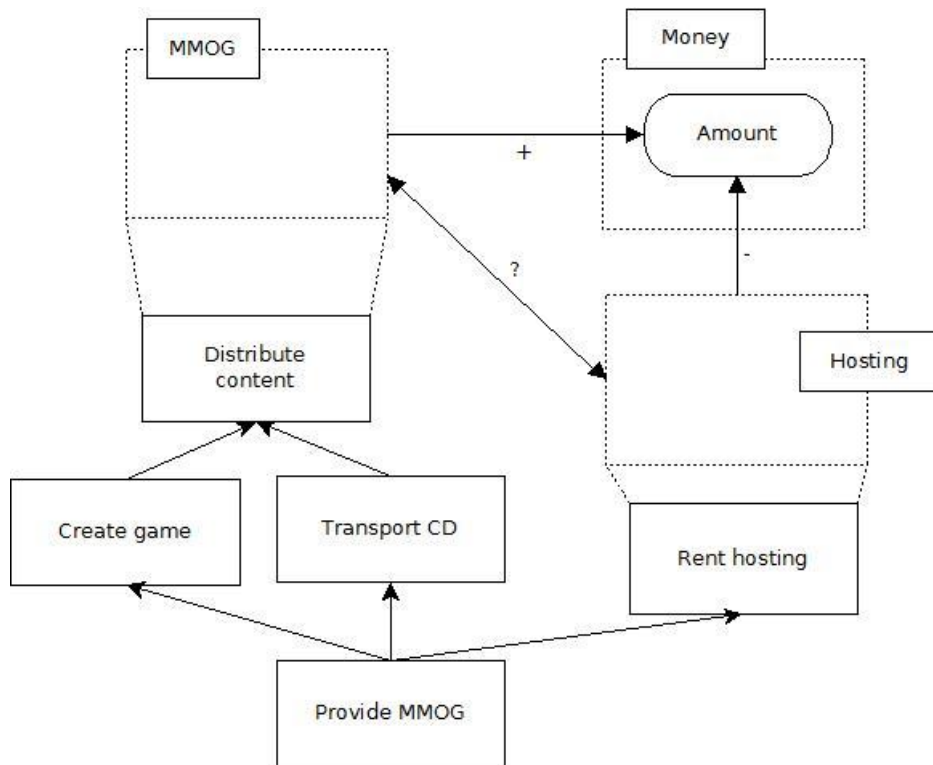 MMOG
Money
Amount
+
?
-
Distribute
content
Hosting
Create game
Transport CD
Rent hosting
Provide MMOG